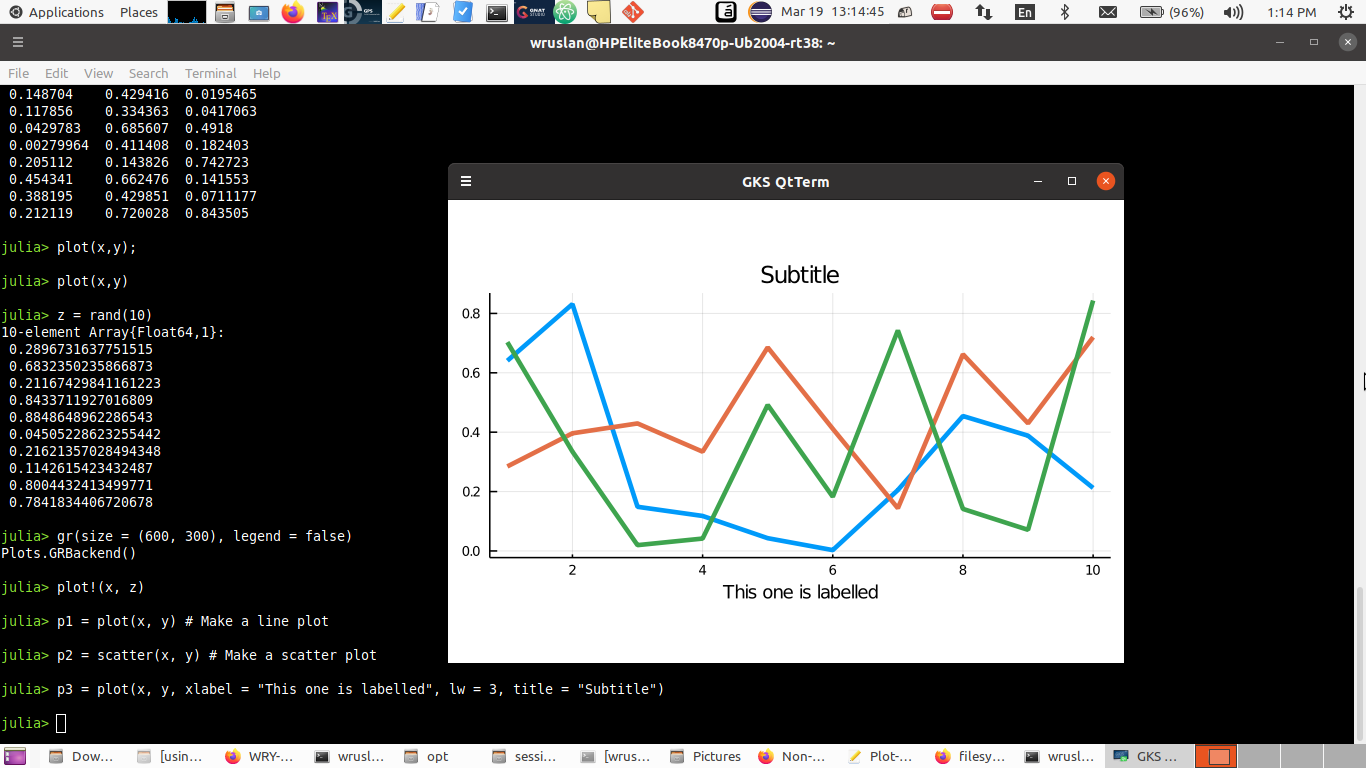 Applications Places Mar 19 13:14:45 En (96%) 1:14 PM
wruslan@HPEliteBook8470p-Ub2004-rt38: ~
File Edit View Search Terminal Help
0.148704 0.429416 0.0195465
0.117856 0.334363 0.0417063
0.0429783 0.685607 0.4918
0.00279964 0.411408 0.182403
0.205112 0.143826 0.742723
0.454341 0.662476 0.141553
0.388195 0.429851 0.0711177
0.212119 0.720028 0.843505
julia> plot(x,y);
julia> plot(x,y)
julia> z = rand(10)
10-element Array{Float64,1}:
0.2896731637751515
0.6832350235866873
0.21167429841161223
0.8433711927016809
0.8848648962286543
0.04505228623255442
0.21621357028494348
0.1142615423432487
0.8004432413499771
0.7841834406720678
julia> gr(size = (600, 300), legend = false)
Plots.GRBackend()
julia> plot!(x, z)
julia> p1 = plot(x, y) # Make a line plot
julia> p2 = scatter(x, y) # Make a scatter plot
julia> p3 = plot(x, y, xlabel = "This one is labelled", lw = 3, title = "Subtitle")
julia>
GKS QtTerm
Subtitle
0.8
0.6
0.4
0.2
0.0
2 4 6 8 10
This one is labelled
Dow... [usin... WRY-... wrusl... opt sessi... [wrus... Pictures Non-... Plot-... filesy... wrusl... GKS ...